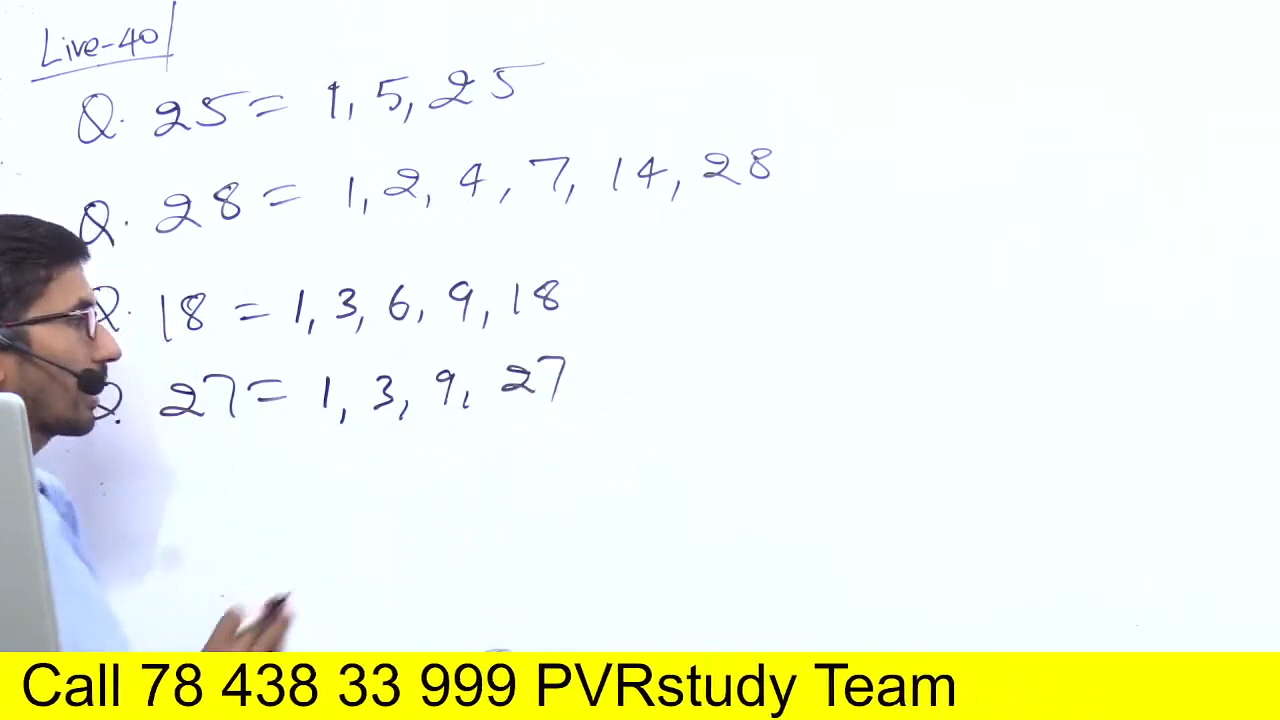 Live-40
Q. 25 = 1, 5, 25
Q. 28 = 1, 2, 4, 7, 14, 28
Q. 18 = 1, 3, 6, 9, 18
Q. 27 = 1, 3, 9, 27
Call 78 438 33 999 PVRstudy Team